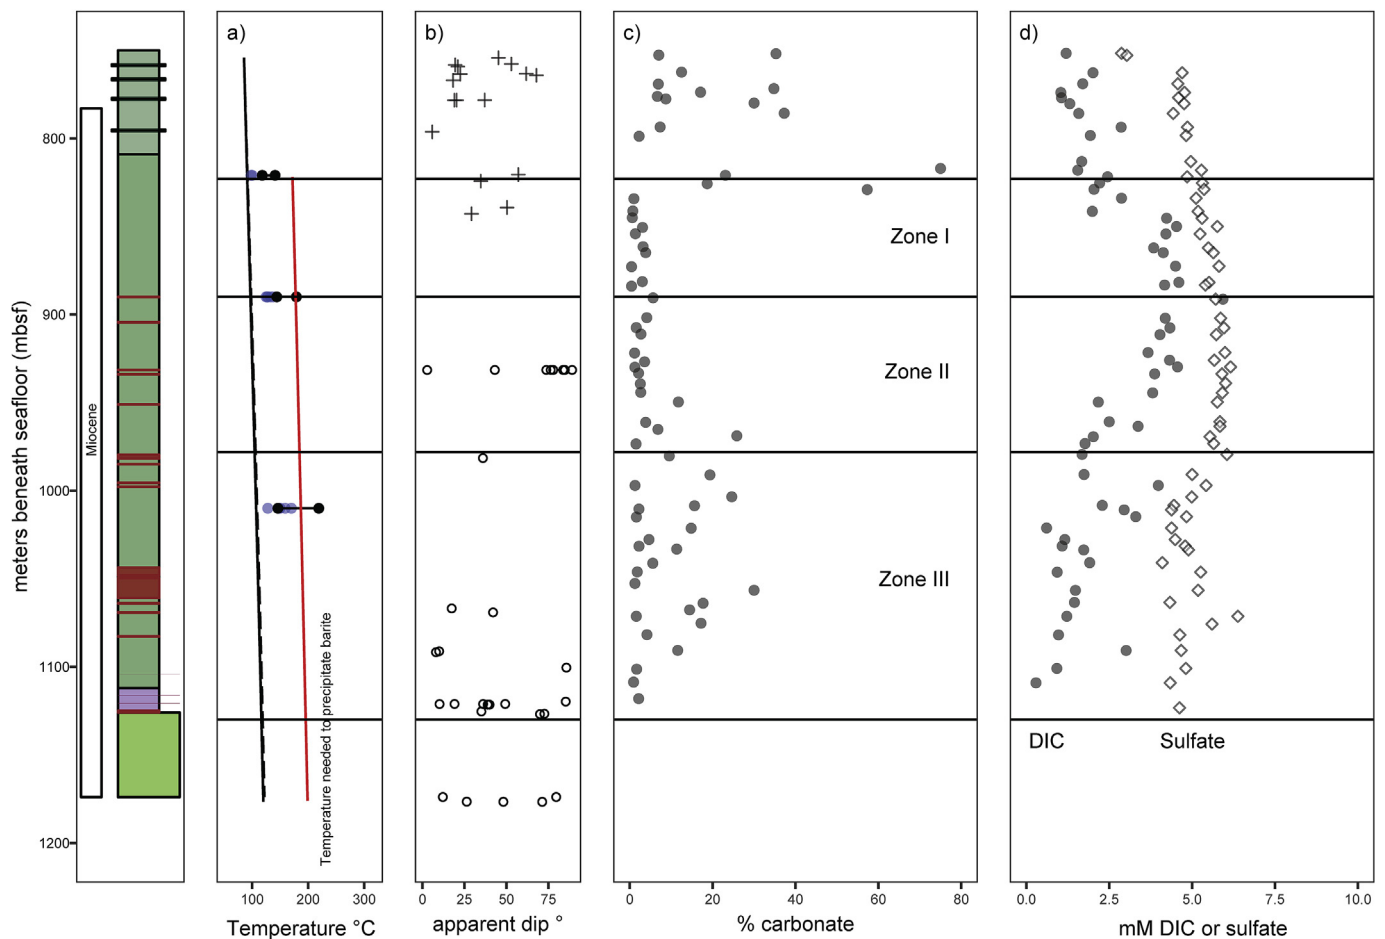 a)
b)
c)
d)
meters beneath seafloor (mbsf)
800
900
1000
1100
1200
Miocene
Temperature needed to precipitate barite
Zone I
Zone II
Zone III
DIC
Sulfate
100
200
300
Temperature °C
0
25
50
75
apparent dip °
0
20
40
60
80
% carbonate
0.0
2.5
5.0
7.5
10.0
mM DIC or sulfate